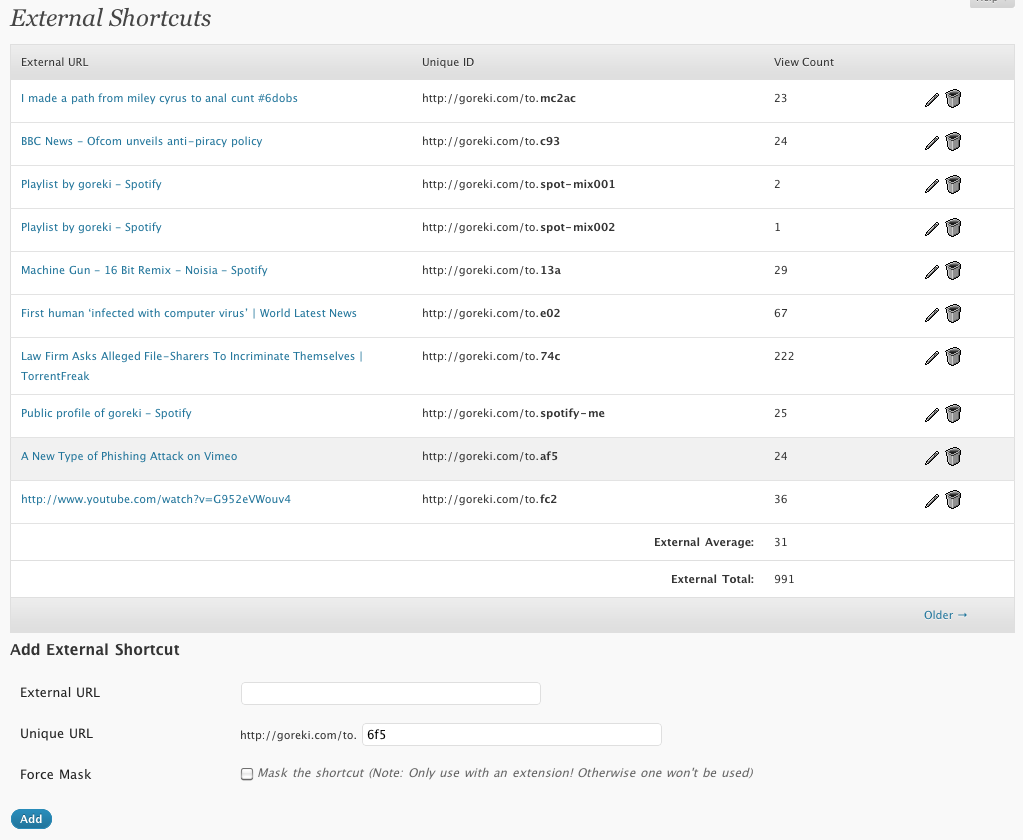 External Shortcuts
External URL Unique ID View Count
I made a path from miley cyrus to anal cunt #6dobs http://goreki.com/to.mc2ac 23
BBC News – Ofcom unveils anti-piracy policy http://goreki.com/to.c93 24
Playlist by goreki – Spotify http://goreki.com/to.spot-mix001 2
Playlist by goreki – Spotify http://goreki.com/to.spot-mix002 1
Machine Gun – 16 Bit Remix – Noisia – Spotify http://goreki.com/to.13a 29
First human ‘infected with computer virus’ | World Latest News http://goreki.com/to.e02 67
Law Firm Asks Alleged File-Sharers To Incriminate Themselves | http://goreki.com/to.74c 222
TorrentFreak
Public profile of goreki – Spotify http://goreki.com/to.spotify-me 25
A New Type of Phishing Attack on Vimeo http://goreki.com/to.af5 24
http://www.youtube.com/watch?v=G952eVWouv4 http://goreki.com/to.fc2 36
External Average: 31
External Total: 991
Older →
Add External Shortcut
External URL
Unique URL http://goreki.com/to. 6f5
Force Mask Mask the shortcut (Note: Only use with an extension! Otherwise one won't be used)
Add